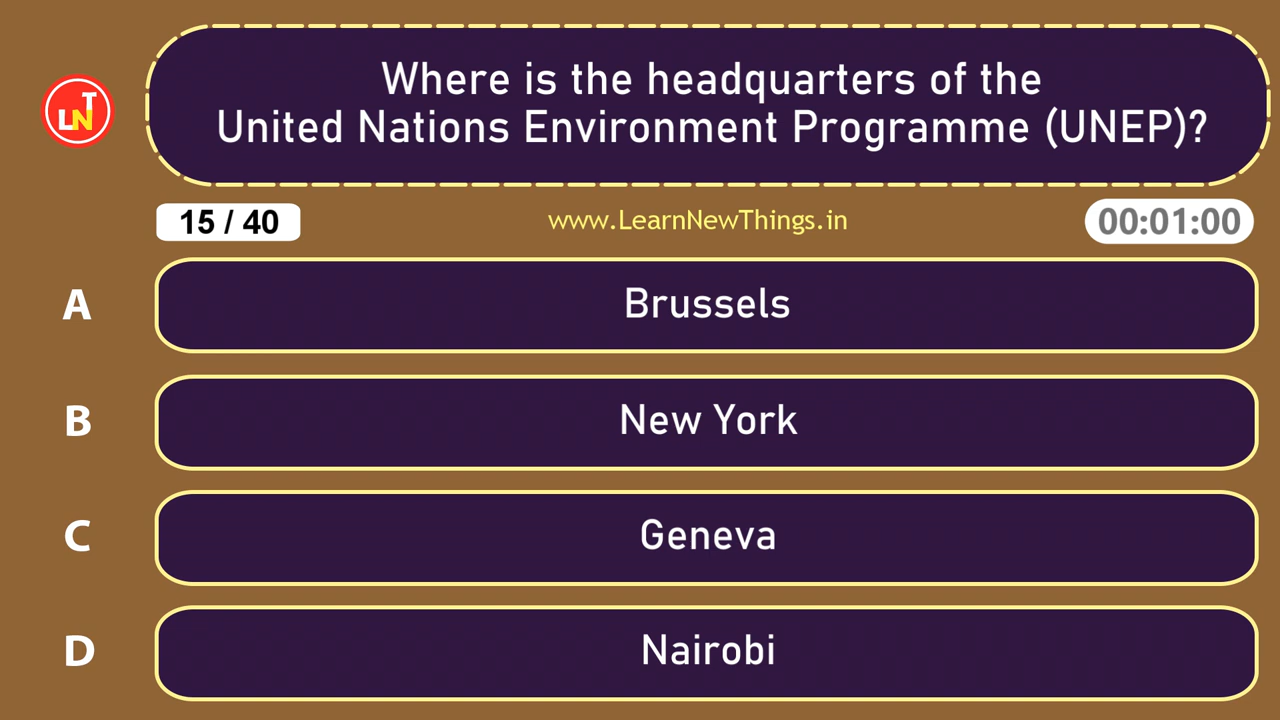 Where is the headquarters of the
United Nations Environment Programme (UNEP)?
LNT
15 / 40
www.LearnNewThings.in
00:01:00
A
Brussels
B
New York
C
Geneva
D
Nairobi